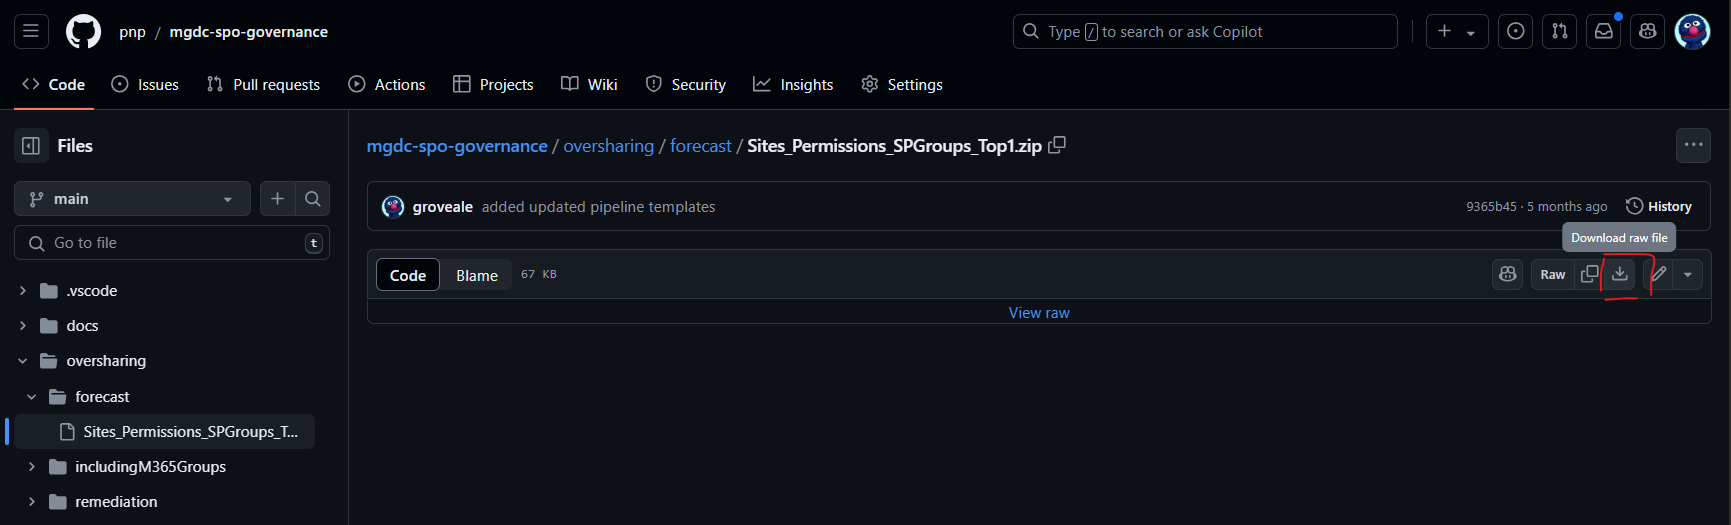 pnp / mgdc-spo-governance
Type / to search or ask Copilot
Code Issues Pull requests Actions Projects Wiki Security Insights Settings
Files
mgdc-spo-governance / oversharing / forecast / Sites_Permissions_SPGroups_Top1.zip
main
groveale added updated pipeline templates
9365b45 · 5 months ago History
Download raw file
Go to file t
Code Blame 67 KB Raw
View raw
.vscode
docs
oversharing
forecast
Sites_Permissions_SPGroups_T...
includingM365Groups
remediation